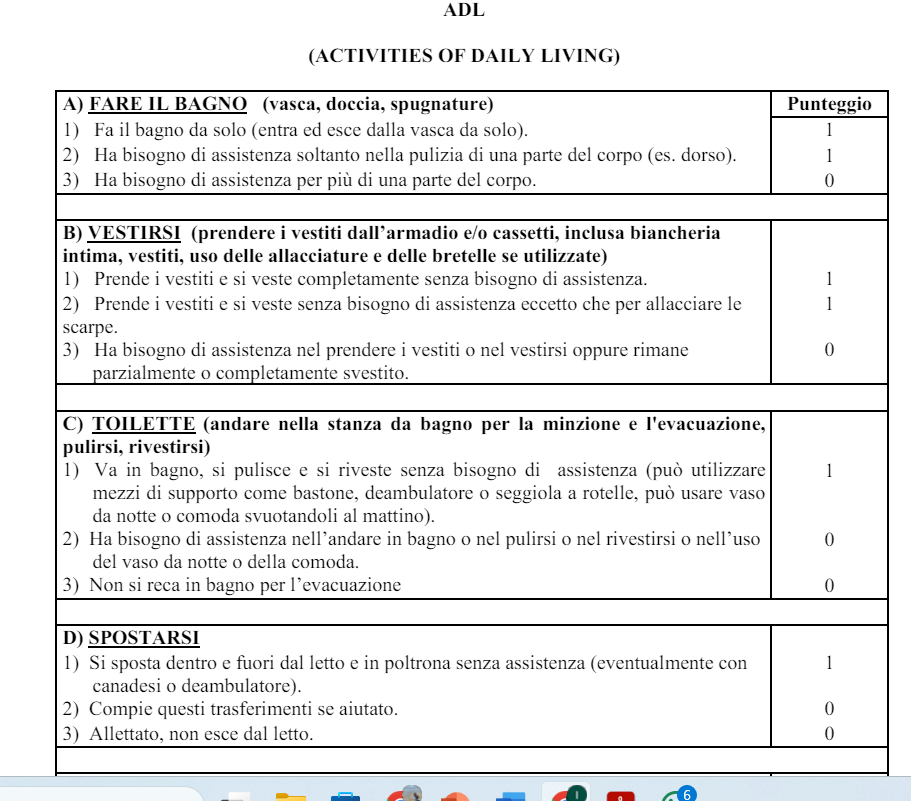 ADL
(ACTIVITIES OF DAILY LIVING)
A) FARE IL BAGNO (vasca, doccia, spugnature) Punteggio
1) Fa il bagno da solo (entra ed esce dalla vasca da solo). 1
2) Ha bisogno di assistenza soltanto nella pulizia di una parte del corpo (es. dorso). 1
3) Ha bisogno di assistenza per più di una parte del corpo. 0
B) VESTIRSI (prendere i vestiti dall’armadio e/o cassetti, inclusa biancheria
intima, vestiti, uso delle allacciature e delle bretelle se utilizzate)
1) Prende i vestiti e si veste completamente senza bisogno di assistenza. 1
2) Prende i vestiti e si veste senza bisogno di assistenza eccetto che per allacciare le 1
scarpe.
3) Ha bisogno di assistenza nel prendere i vestiti o nel vestirsi oppure rimane 0
parzialmente o completamente svestito.
C) TOILETTE (andare nella stanza da bagno per la minzione e l'evacuazione,
pulirsi, rivestirsi)
1) Va in bagno, si pulisce e si riveste senza bisogno di assistenza (può utilizzare 1
mezzi di supporto come bastone, deambulatore o seggiola a rotelle, può usare vaso
da notte o comoda svuotandoli al mattino).
2) Ha bisogno di assistenza nell’andare in bagno o nel pulirsi o nel rivestirsi o nell’uso 0
del vaso da notte o della comoda.
3) Non si reca in bagno per l’evacuazione 0
D) SPOSTARSI
1) Si sposta dentro e fuori dal letto e in poltrona senza assistenza (eventualmente con 1
canadesi o deambulatore).
2) Compie questi trasferimenti se aiutato. 0
3) Allettato, non esce dal letto. 0
6